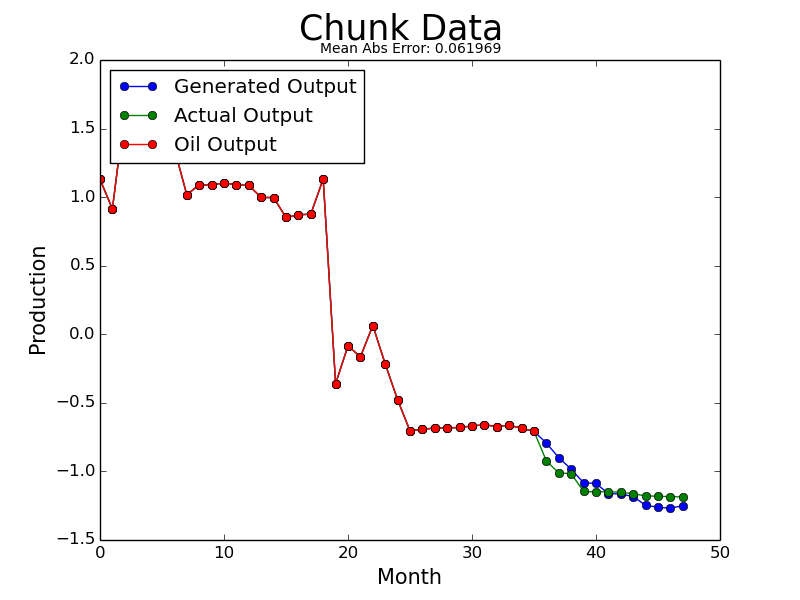 Chunk Data
Mean Abs Error: 0.061969
Generated Output
Actual Output
Oil Output
2.0
1.5
1.0
0.5
0.0
−0.5
−1.0
−1.5
Production
0 10 20 30 40 50
Month